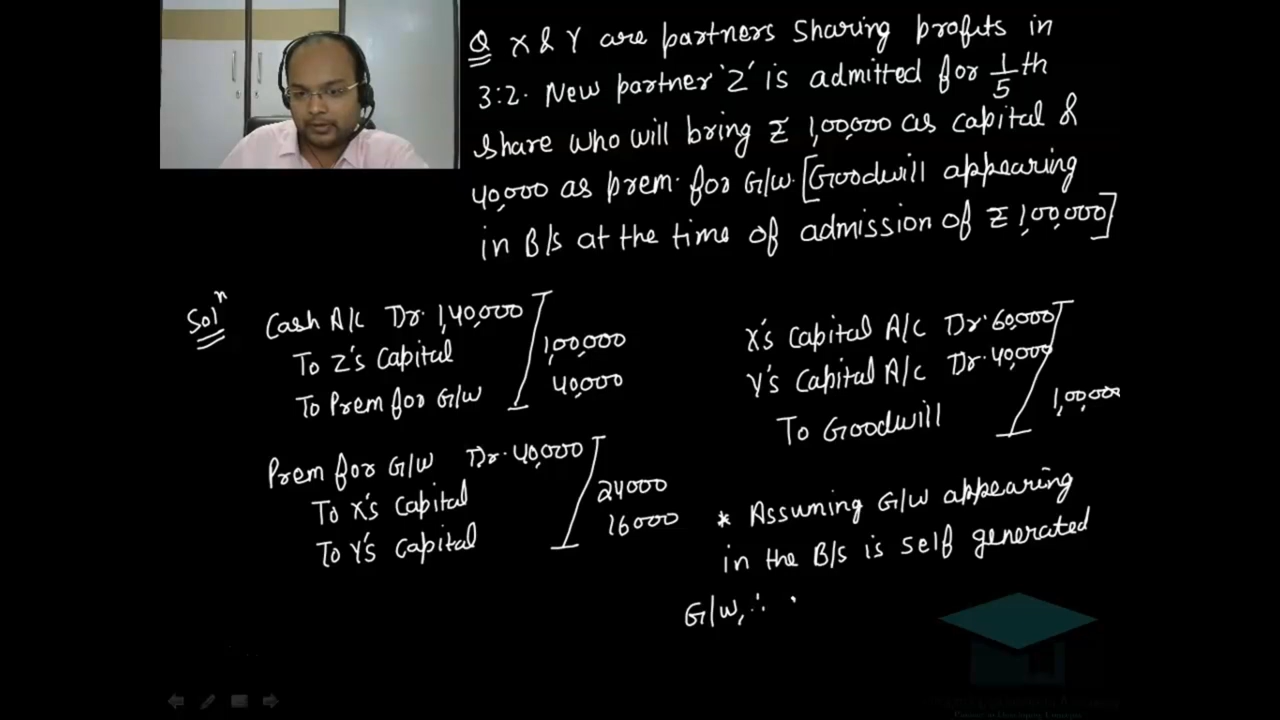 Q X & Y are partners sharing profits in
3:2. New partner 'Z' is admitted for 1/5 th
share who will bring ₹ 1,00,000 as capital &
40,000 as prem. for G/w. [Goodwill appearing
in B/s at the time of admission of ₹ 1,00,000]
Solⁿ
Cash A/c Dr. 1,40,000
To Z's Capital 1,00,000
To Prem for G/w 40,000
Prem for G/w Dr. 40,000
To X's Capital 24000
To Y's Capital 16000
X's Capital A/c Dr. 60,000
Y's Capital A/c Dr. 40,000
To Goodwill 1,00,000
* Assuming G/w appearing
in the B/s is self generated
G/w, ∴